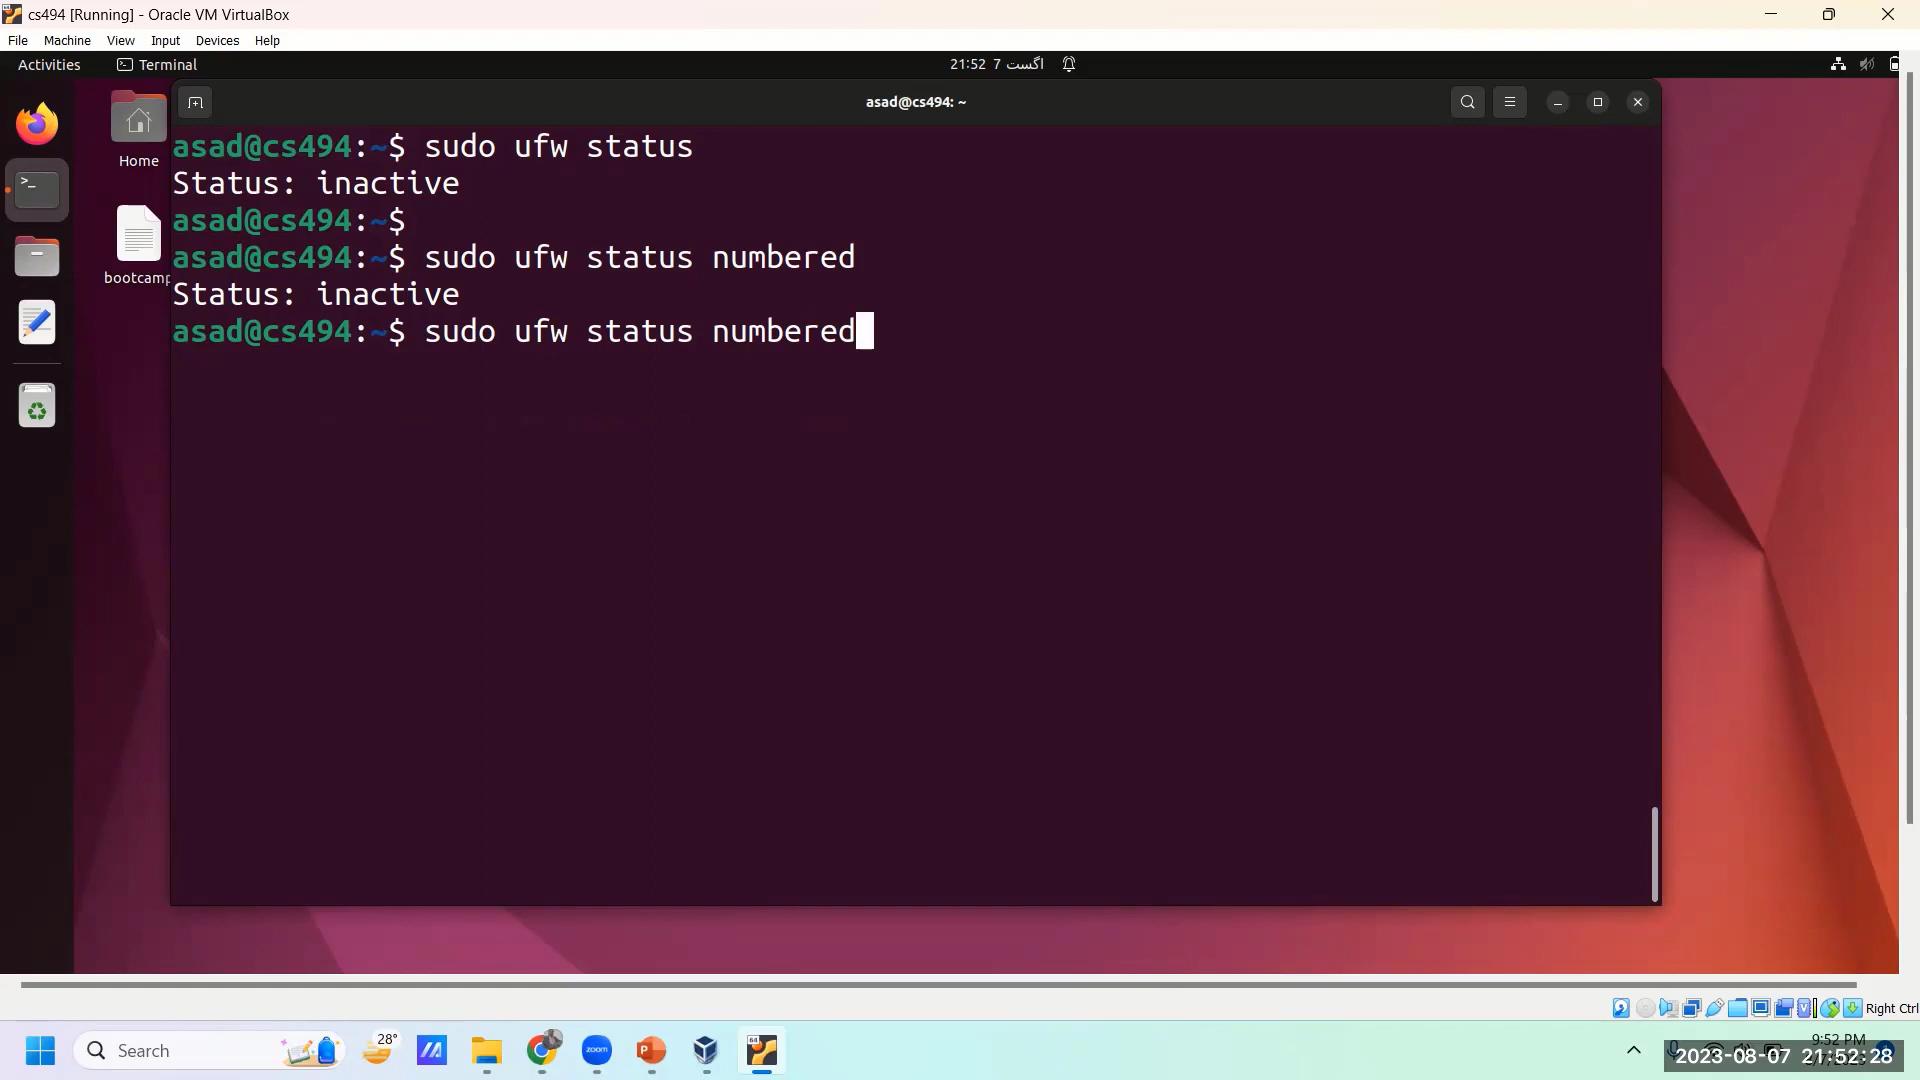 cs494 [Running] - Oracle VM VirtualBox
File Machine View Input Devices Help
Activities Terminal 21:52 7 اگست
asad@cs494: ~
Home
bootcamp
asad@cs494:~$ sudo ufw status
Status: inactive
asad@cs494:~$
asad@cs494:~$ sudo ufw status numbered
Status: inactive
asad@cs494:~$ sudo ufw status numbered
Right Ctrl
Search
28°
zoom
9:52 PM
2023-08-07 21:52:28